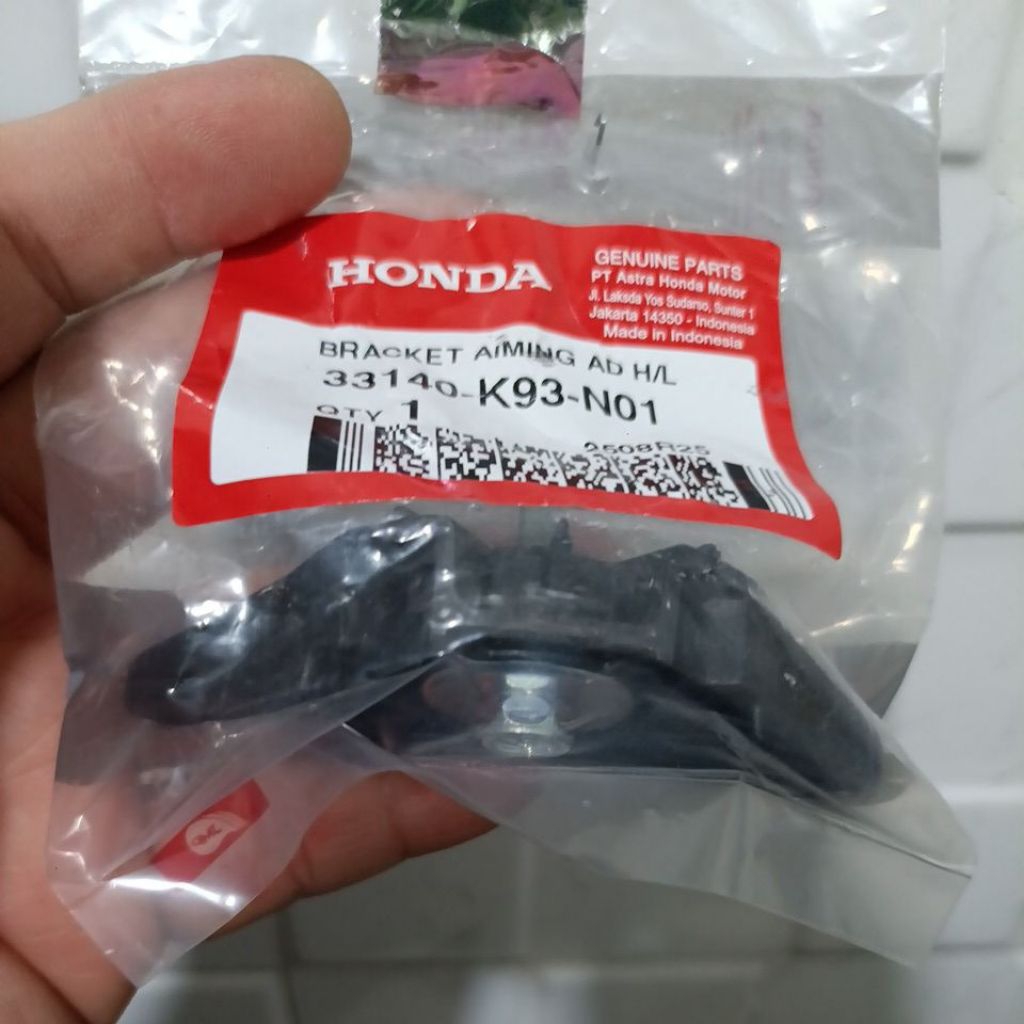 HONDA
GENUINE PARTS
PT Astra Honda Motor
Jl. Laksda Yos Sudarso, Sunter 1
Jakarta 14350 - Indonesia
Made in Indonesia
BRACKET AIMING AD H/L
33140-K93-N01
QTY 1